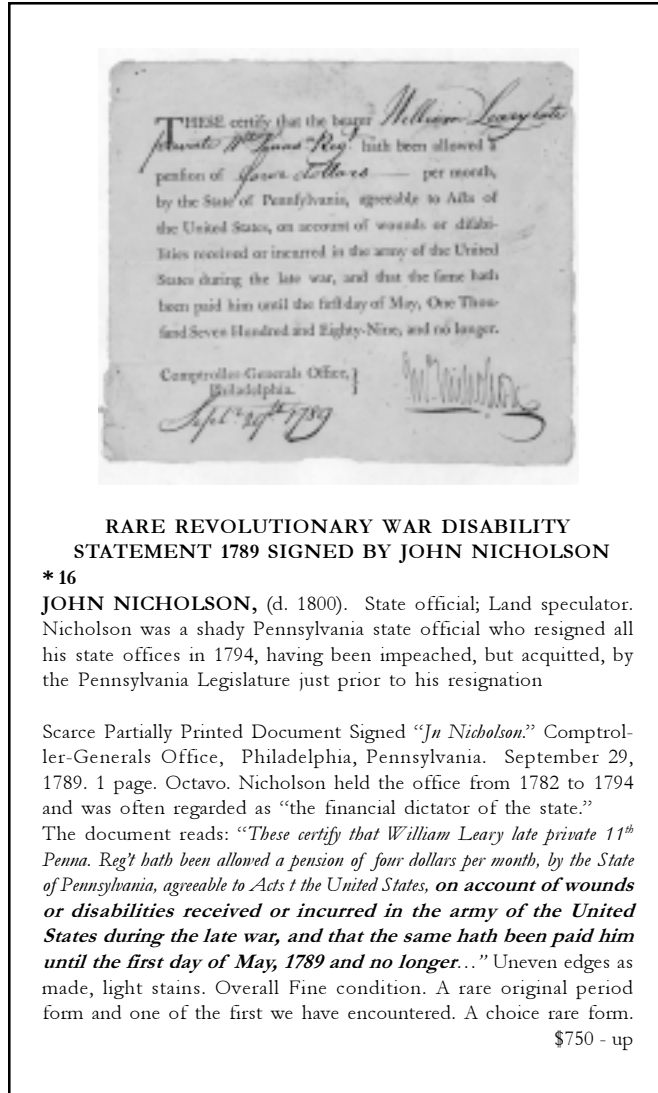 THESE certify that the bearer William Leary late
private 11th Penna Regt hath been allowed a
penſion of four dollars — per month,
by the State of Pennſylvania, agreeable to Acts of
the United States, on account of wounds or diſabi-
lities received or incurred in the army of the United
States during the late war, and that the ſame hath
been paid him until the firſt day of May, One Thou-
ſand Seven Hundred and Eighty-Nine, and no longer.
Comptroller Generals Office, }
Philadelphia.
Septr 29th 1789
Jn Nicholson
RARE REVOLUTIONARY WAR DISABILITY
STATEMENT 1789 SIGNED BY JOHN NICHOLSON
* 16
JOHN NICHOLSON, (d. 1800). State official; Land speculator.
Nicholson was a shady Pennsylvania state official who resigned all
his state offices in 1794, having been impeached, but acquitted, by
the Pennsylvania Legislature just prior to his resignation
Scarce Partially Printed Document Signed “Jn Nicholson.” Comptrol-
ler-Generals Office, Philadelphia, Pennsylvania. September 29,
1789. 1 page. Octavo. Nicholson held the office from 1782 to 1794
and was often regarded as “the financial dictator of the state.”
The document reads: “These certify that William Leary late private 11th
Penna. Reg't hath been allowed a pension of four dollars per month, by the State
of Pennsylvania, agreeable to Acts t the United States, on account of wounds
or disabilities received or incurred in the army of the United
States during the late war, and that the same hath been paid him
until the first day of May, 1789 and no longer…” Uneven edges as
made, light stains. Overall Fine condition. A rare original period
form and one of the first we have encountered. A choice rare form.
$750 - up